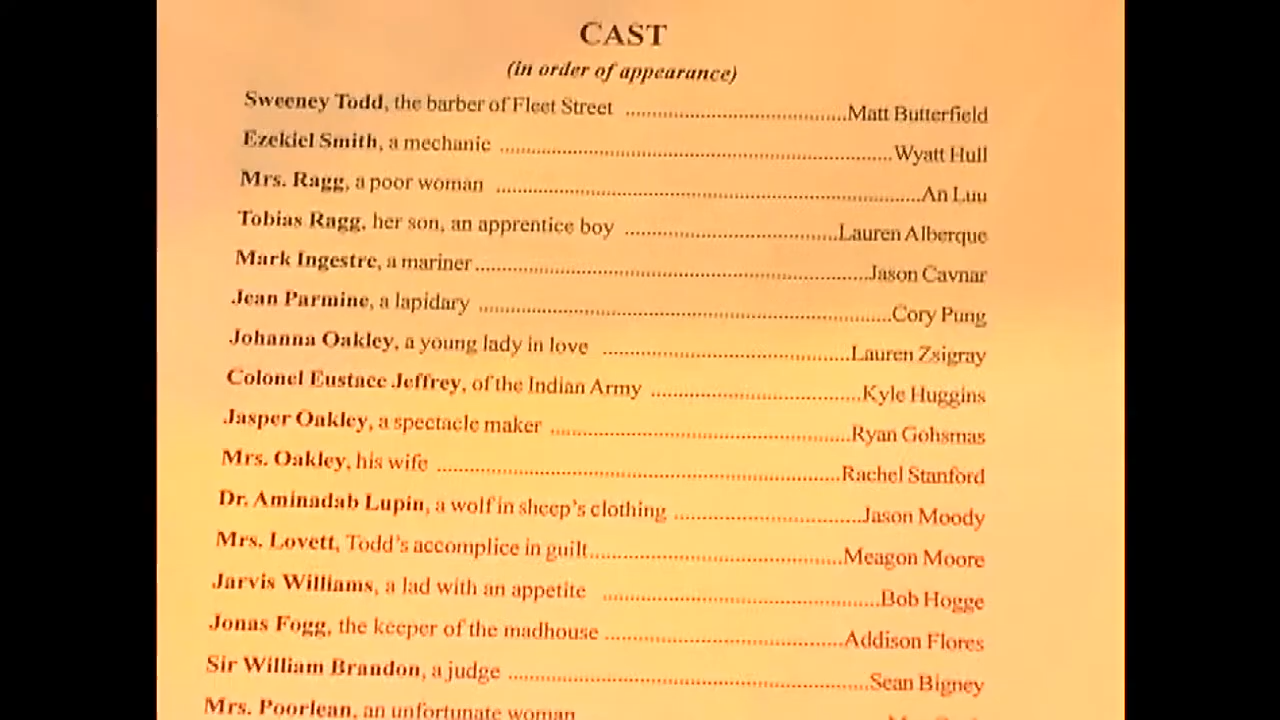 CAST
(in order of appearance)
Sweeney Todd, the barber of Fleet Street ........................................Matt Butterfield
Ezekiel Smith, a mechanic ........................................Wyatt Hull
Mrs. Ragg, a poor woman ........................................An Luu
Tobias Ragg, her son, an apprentice boy ........................................Lauren Alberque
Mark Ingestre, a mariner ........................................Jason Cavnar
Jean Parmine, a lapidary ........................................Cory Pung
Johanna Oakley, a young lady in love ........................................Lauren Zsigray
Colonel Eustace Jeffrey, of the Indian Army ........................................Kyle Huggins
Jasper Oakley, a spectacle maker ........................................Ryan Gohsmas
Mrs. Oakley, his wife ........................................Rachel Stanford
Dr. Aminadab Lupin, a wolf in sheep's clothing ........................................Jason Moody
Mrs. Lovett, Todd's accomplice in guilt ........................................Meagon Moore
Jarvis Williams, a lad with an appetite ........................................Bob Hogge
Jonas Fogg, the keeper of the madhouse ........................................Addison Flores
Sir William Brandon, a judge ........................................Sean Bigney
Mrs. Poorlean, an unfortunate woman